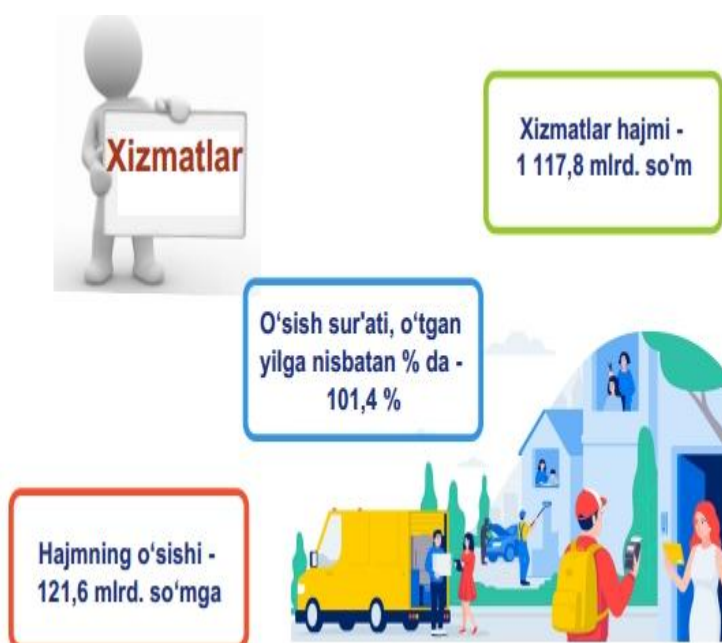 Xizmatlar
Xizmatlar hajmi -
1 117,8 mlrd. so'm
O‘sish sur'ati, o‘tgan
yilga nisbatan % da -
101,4 %
Hajmning o‘sishi -
121,6 mlrd. so‘mga